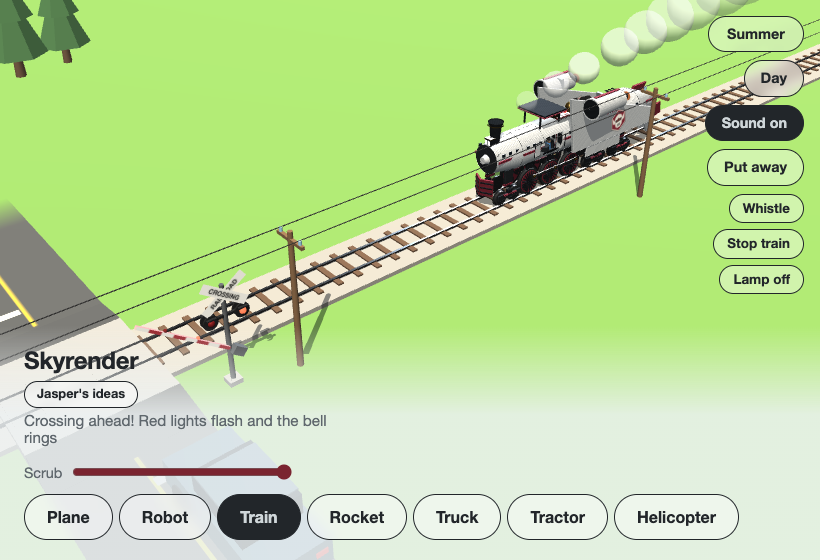 Summer
Day
Sound on
Put away
Whistle
Stop train
Lamp off
CROSSING
Skyrender
Jasper's ideas
Crossing ahead! Red lights flash and the bell
rings
Scrub
Plane
Robot
Train
Rocket
Truck
Tractor
Helicopter